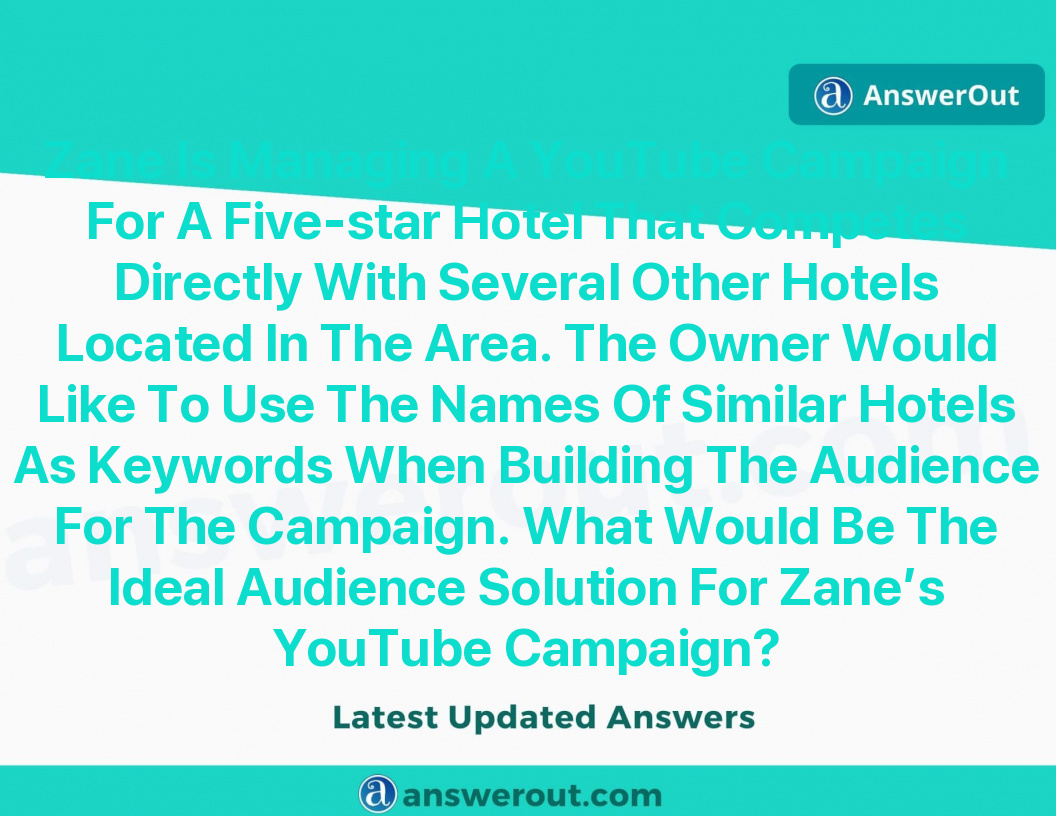 AnswerOut
Zane Is Managing A YouTube Campaign
For A Five-star Hotel That Competes
Directly With Several Other Hotels
Located In The Area. The Owner Would
Like To Use The Names Of Similar Hotels
As Keywords When Building The Audience
For The Campaign. What Would Be The
Ideal Audience Solution For Zane’s
YouTube Campaign?
answerout.com
Latest Updated Answers
answerout.com